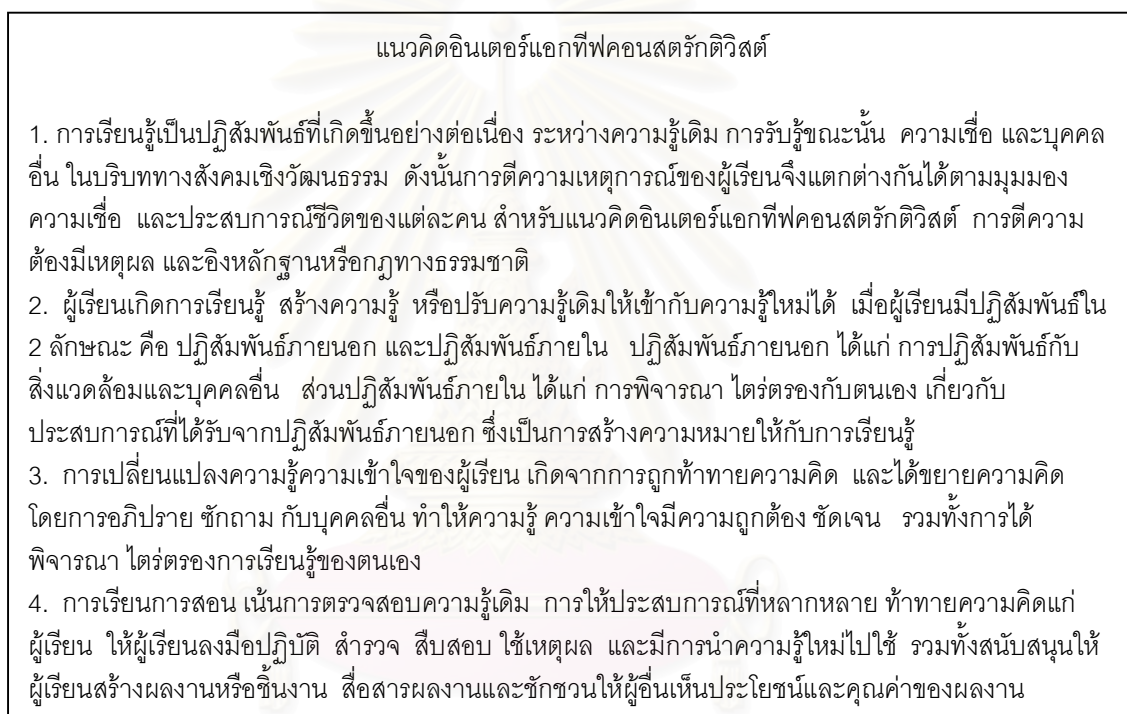 แนวคิดอินเตอร์แอกทีฟคอนสตรักติวิสต์
1. การเรียนรู้เป็นปฏิสัมพันธ์ที่เกิดขึ้นอย่างต่อเนื่อง ระหว่างความรู้เดิม การรับรู้ขณะนั้น ความเชื่อ และบุคคล
อื่น ในบริบททางสังคมเชิงวัฒนธรรม ดังนั้นการตีความเหตุการณ์ของผู้เรียนจึงแตกต่างกันได้ตามมุมมอง
ความเชื่อ และประสบการณ์ชีวิตของแต่ละคน สำหรับแนวคิดอินเตอร์แอกทีฟคอนสตรักติวิสต์ การตีความ
ต้องมีเหตุผล และอิงหลักฐานหรือกฎทางธรรมชาติ
2. ผู้เรียนเกิดการเรียนรู้ สร้างความรู้ หรือปรับความรู้เดิมให้เข้ากับความรู้ใหม่ได้ เมื่อผู้เรียนมีปฏิสัมพันธ์ใน
2 ลักษณะ คือ ปฏิสัมพันธ์ภายนอก และปฏิสัมพันธ์ภายใน ปฏิสัมพันธ์ภายนอก ได้แก่ การปฏิสัมพันธ์กับ
สิ่งแวดล้อมและบุคคลอื่น ส่วนปฏิสัมพันธ์ภายใน ได้แก่ การพิจารณา ไตร่ตรองกับตนเอง เกี่ยวกับ
ประสบการณ์ที่ได้รับจากปฏิสัมพันธ์ภายนอก ซึ่งเป็นการสร้างความหมายให้กับการเรียนรู้
3. การเปลี่ยนแปลงความรู้ความเข้าใจของผู้เรียน เกิดจากการถูกท้าทายความคิด และได้ขยายความคิด
โดยการอภิปราย ซักถาม กับบุคคลอื่น ทำให้ความรู้ ความเข้าใจมีความถูกต้อง ชัดเจน รวมทั้งการได้
พิจารณา ไตร่ตรองการเรียนรู้ของตนเอง
4. การเรียนการสอน เน้นการตรวจสอบความรู้เดิม การให้ประสบการณ์ที่หลากหลาย ท้าทายความคิดแก่
ผู้เรียน ให้ผู้เรียนลงมือปฏิบัติ สำรวจ สืบสอบ ใช้เหตุผล และมีการนำความรู้ใหม่ไปใช้ รวมทั้งสนับสนุนให้
ผู้เรียนสร้างผลงานหรือชิ้นงาน สื่อสารผลงานและชักชวนให้ผู้อื่นเห็นประโยชน์และคุณค่าของผลงาน